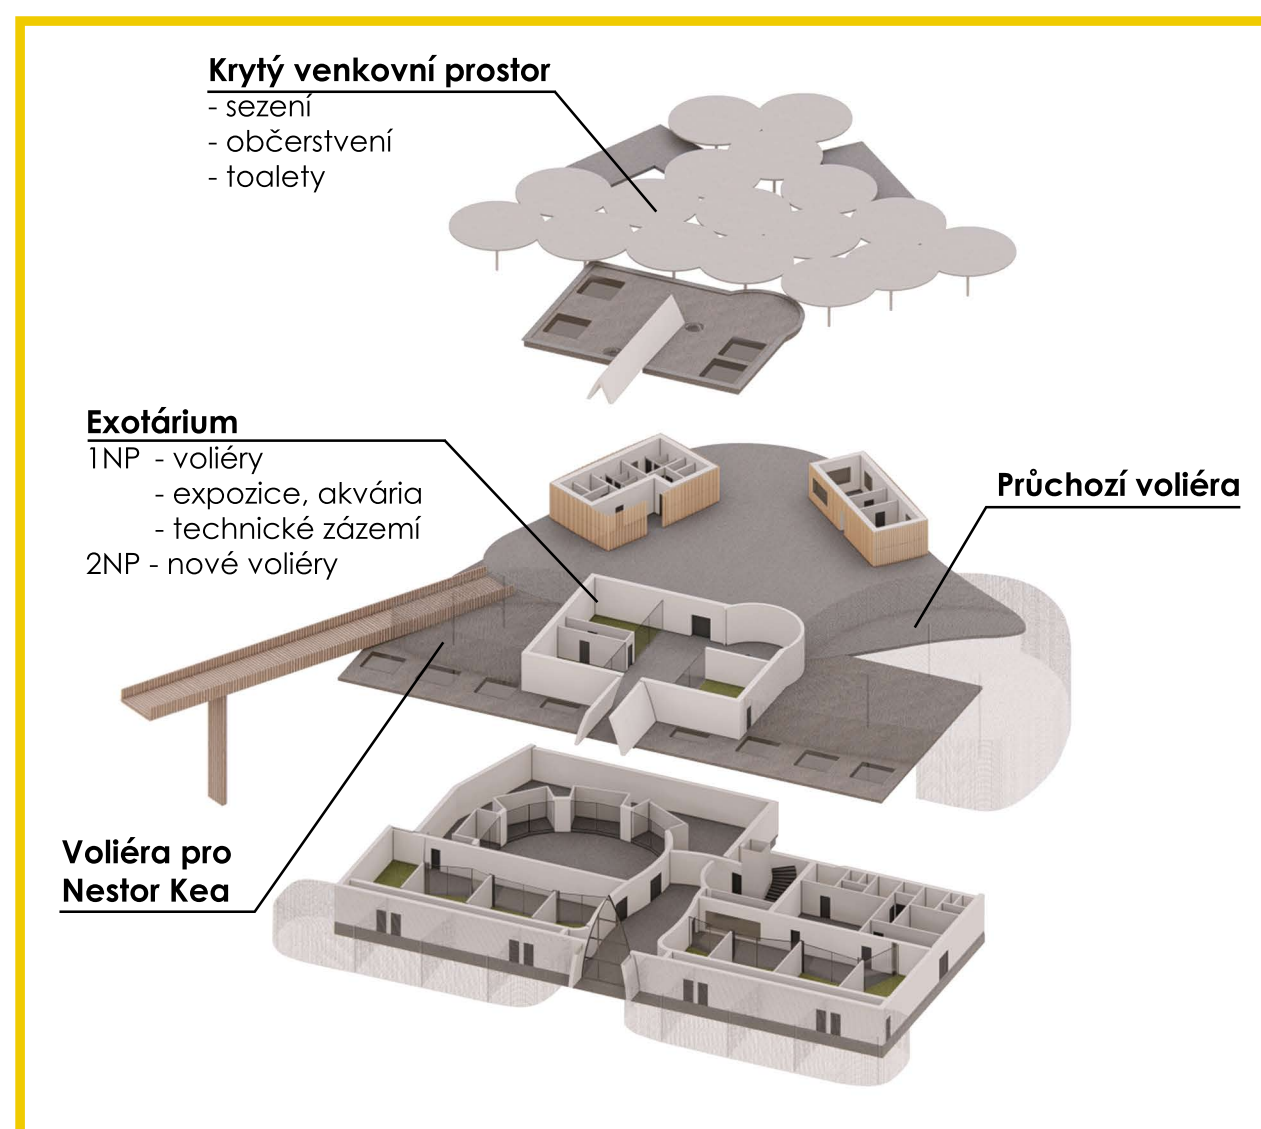 Krytý venkovní prostor
- sezení
- občerstvení
- toalety
Exotárium
1NP - voliéry
- expozice, akvária
- technické zázemí
2NP - nové voliéry
Průchozí voliéra
Voliéra pro
Nestor Kea